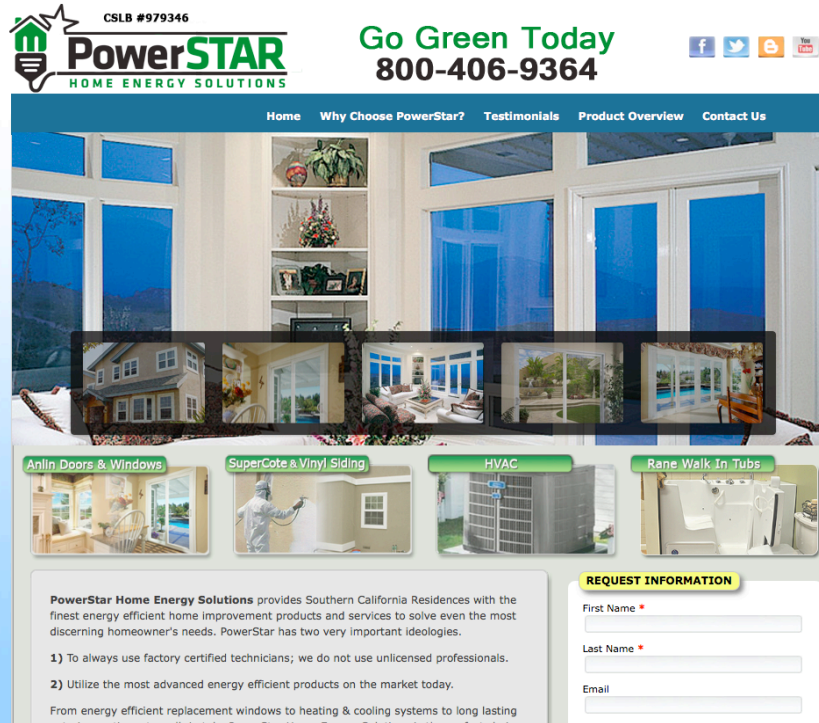 CSLB #979346
PowerSTAR
HOME ENERGY SOLUTIONS
Go Green Today
800-406-9364
You
Tube
Home Why Choose PowerStar? Testimonials Product Overview Contact Us
Anlin Doors & Windows
SuperCote & Vinyl Siding
HVAC
Rane Walk In Tubs
PowerStar Home Energy Solutions provides Southern California Residences with the
finest energy efficient home improvement products and services to solve even the most
discerning homeowner's needs. PowerStar has two very important ideologies.
1) To always use factory certified technicians; we do not use unlicensed professionals.
2) Utilize the most advanced energy efficient products on the market today.
From energy efficient replacement windows to heating & cooling systems to long lasting
REQUEST INFORMATION
First Name *
Last Name *
Email